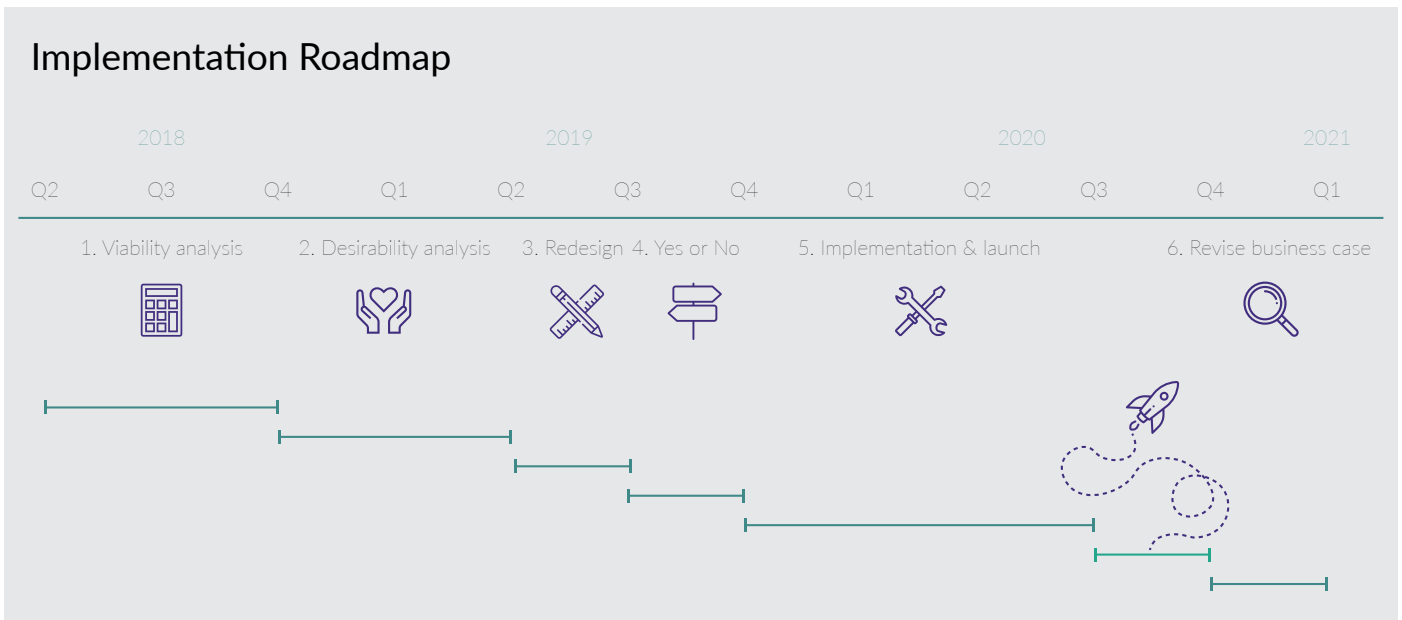 Implementation Roadmap
2018 2019 2020 2021
Q2 Q3 Q4 Q1 Q2 Q3 Q4 Q1 Q2 Q3 Q4 Q1
1. Viability analysis 2. Desirability analysis 3. Redesign 4. Yes or No 5. Implementation & launch 6. Revise business case